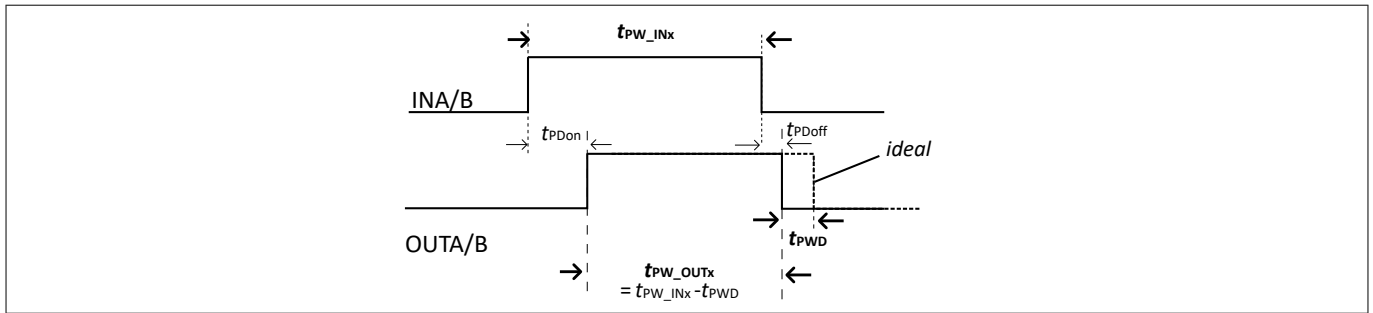 tPW_INx
INA/B
tPDon
tPDoff
ideal
tPWD
OUTA/B
tPW_OUTx
= tPW_INx-tPWD